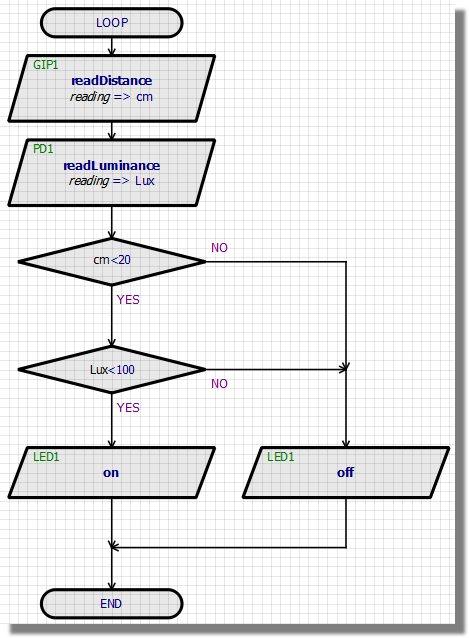 LOOP
GIP1
readDistance
reading => cm
PD1
readLuminance
reading => Lux
cm<20
NO
YES
Lux<100
NO
YES
LED1
on
LED1
off
END